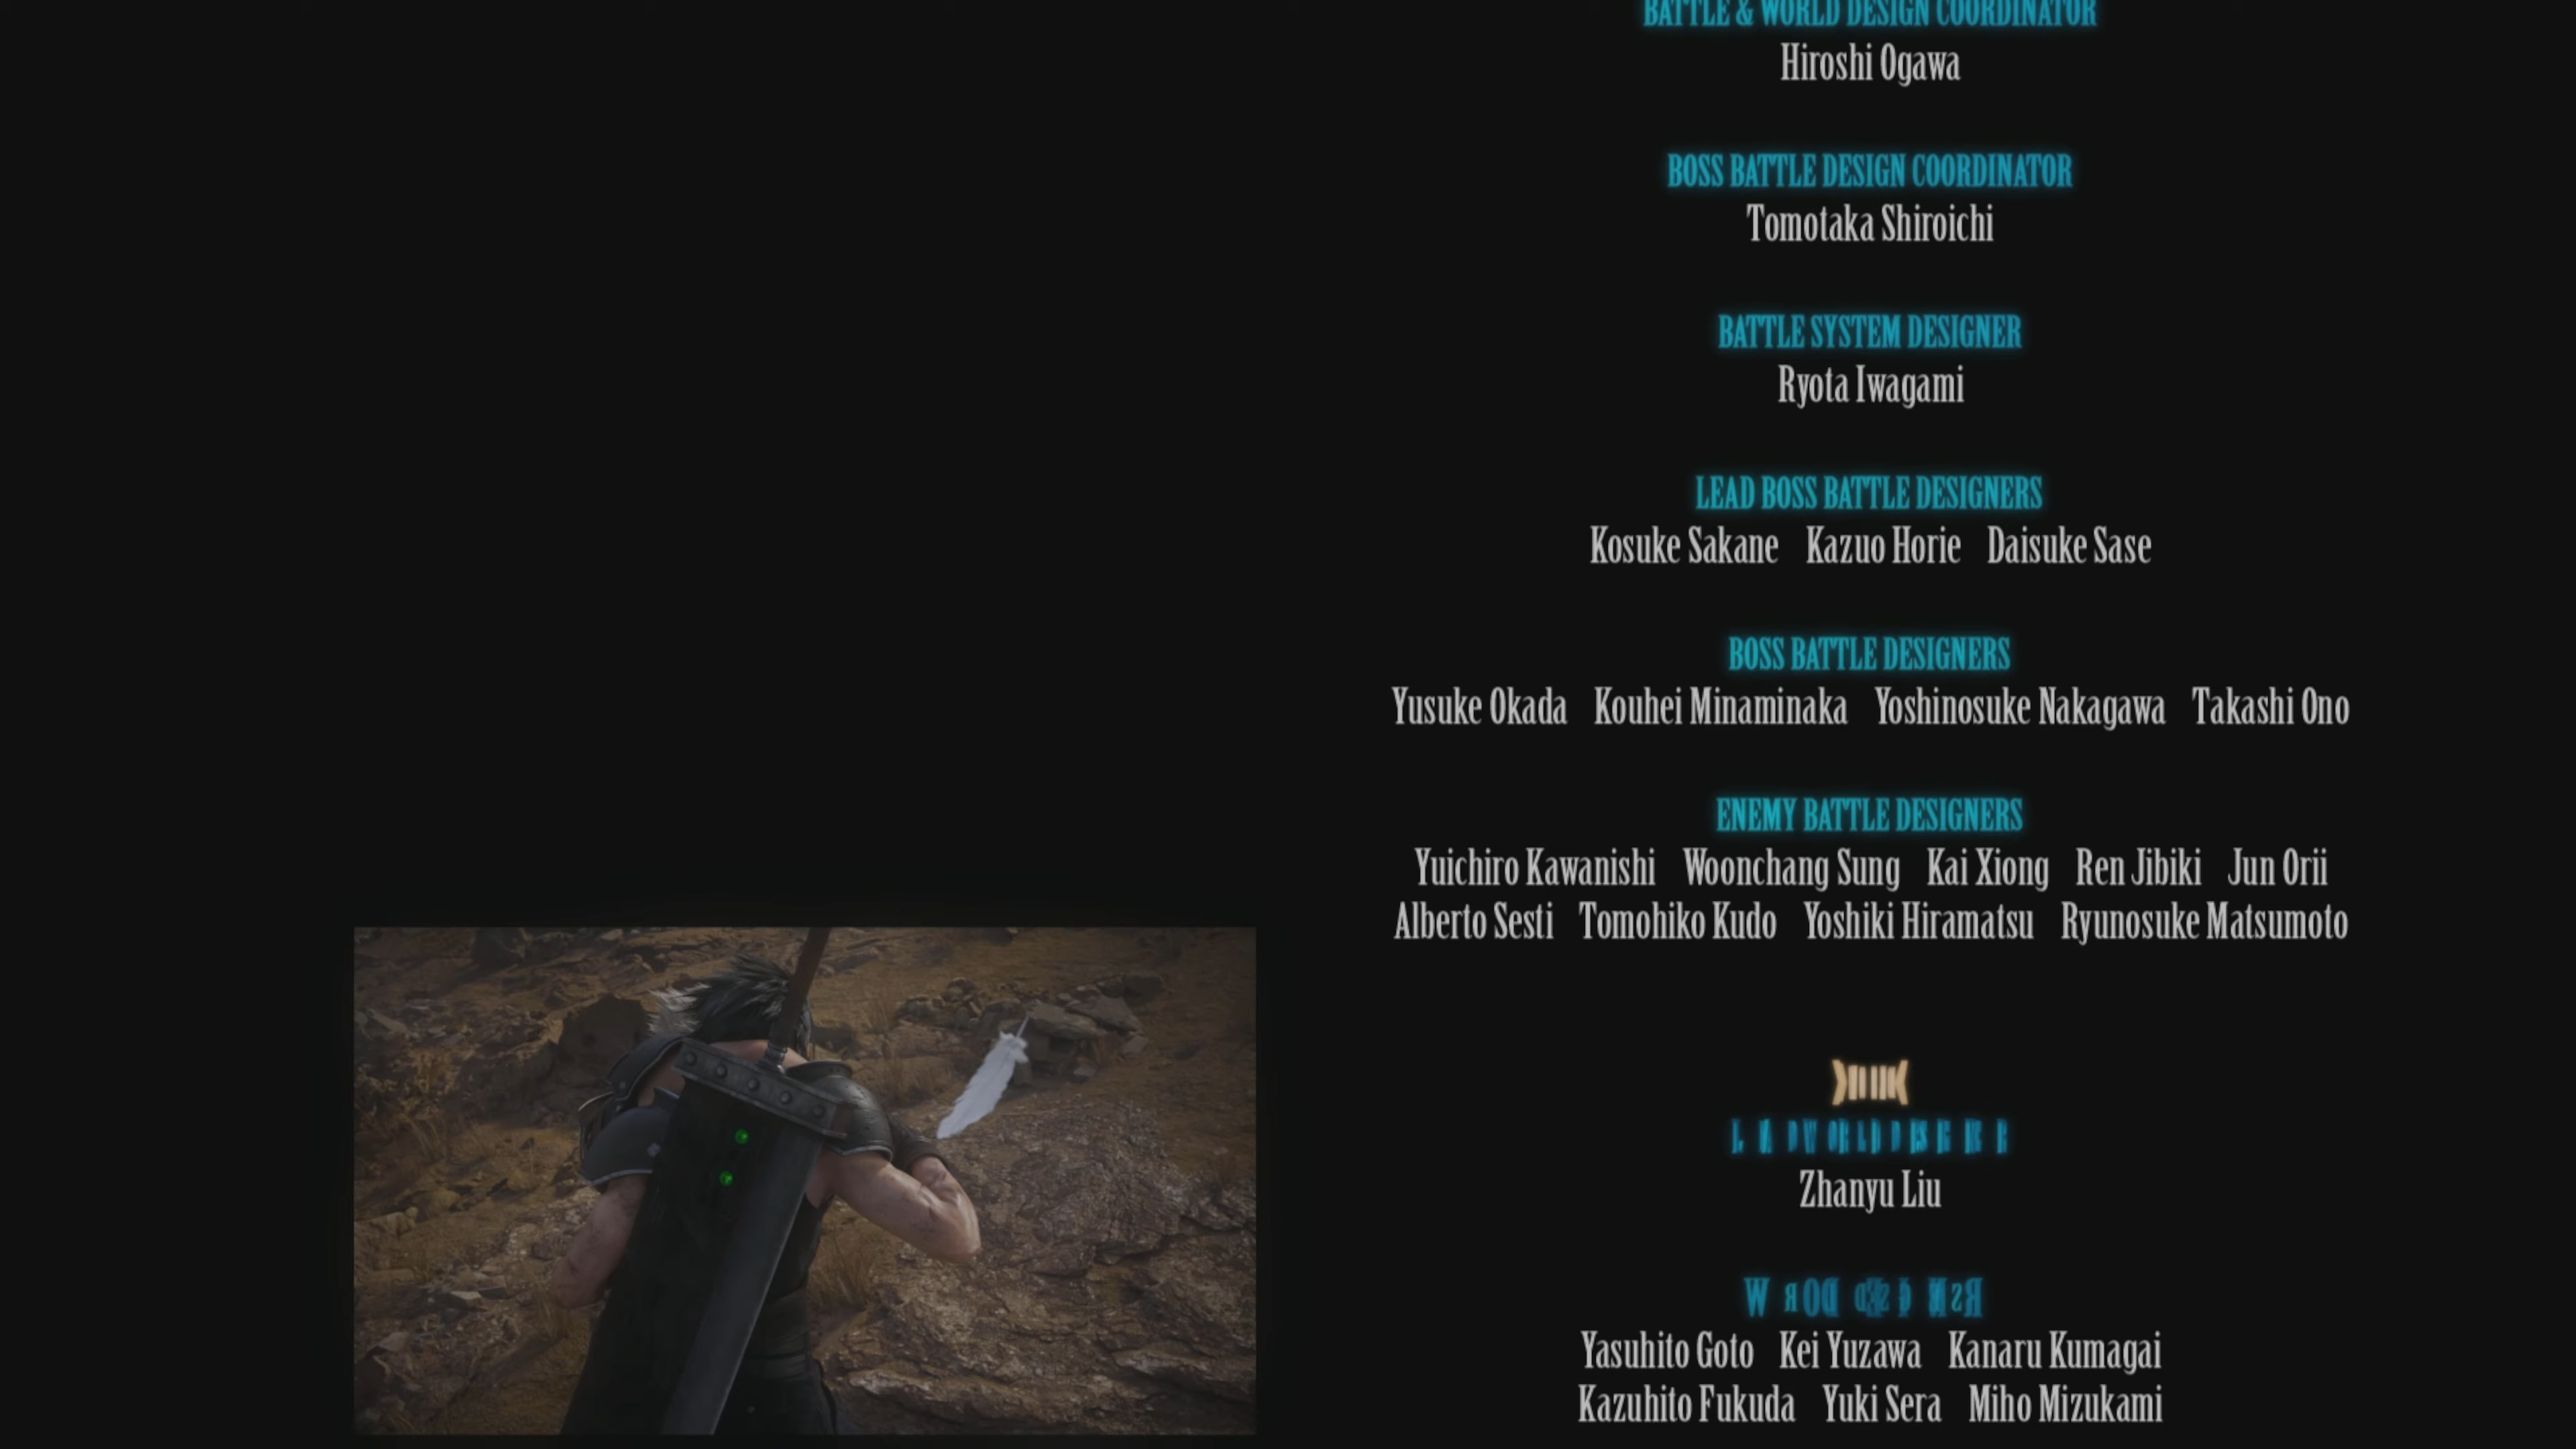 BATTLE & WORLD DESIGN COORDINATOR
Hiroshi Ogawa
BOSS BATTLE DESIGN COORDINATOR
Tomotaka Shiroichi
BATTLE SYSTEM DESIGNER
Ryota Iwagami
LEAD BOSS BATTLE DESIGNERS
Kosuke Sakane Kazuo Horie Daisuke Sase
BOSS BATTLE DESIGNERS
Yusuke Okada Kouhei Minaminaka Yoshinosuke Nakagawa Takashi Ono
ENEMY BATTLE DESIGNERS
Yuichiro Kawanishi Woonchang Sung Kai Xiong Ren Jibiki Jun Orii
Alberto Sesti Tomohiko Kudo Yoshiki Hiramatsu Ryunosuke Matsumoto
Zhanyu Liu
Yasuhito Goto Kei Yuzawa Kanaru Kumagai
Kazuhito Fukuda Yuki Sera Miho Mizukami